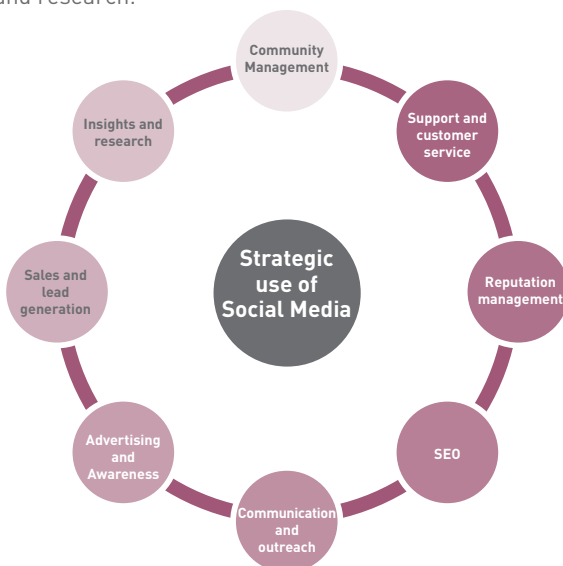 and research.
Community
Management
Support and
customer
service
Reputation
management
SEO
Communication
and
outreach
Advertising
and
Awareness
Sales and
lead
generation
Insights and
research
Strategic
use of
Social Media